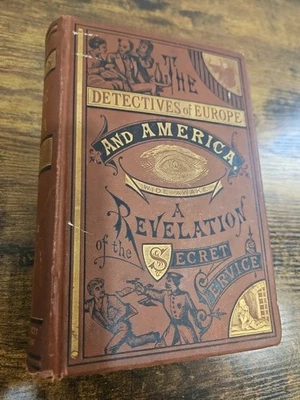 THE
DETECTIVES of EUROPE
AND AMERICA
WIDE-AWAKE
A
REVELATION
of the SECRET
SERVICE